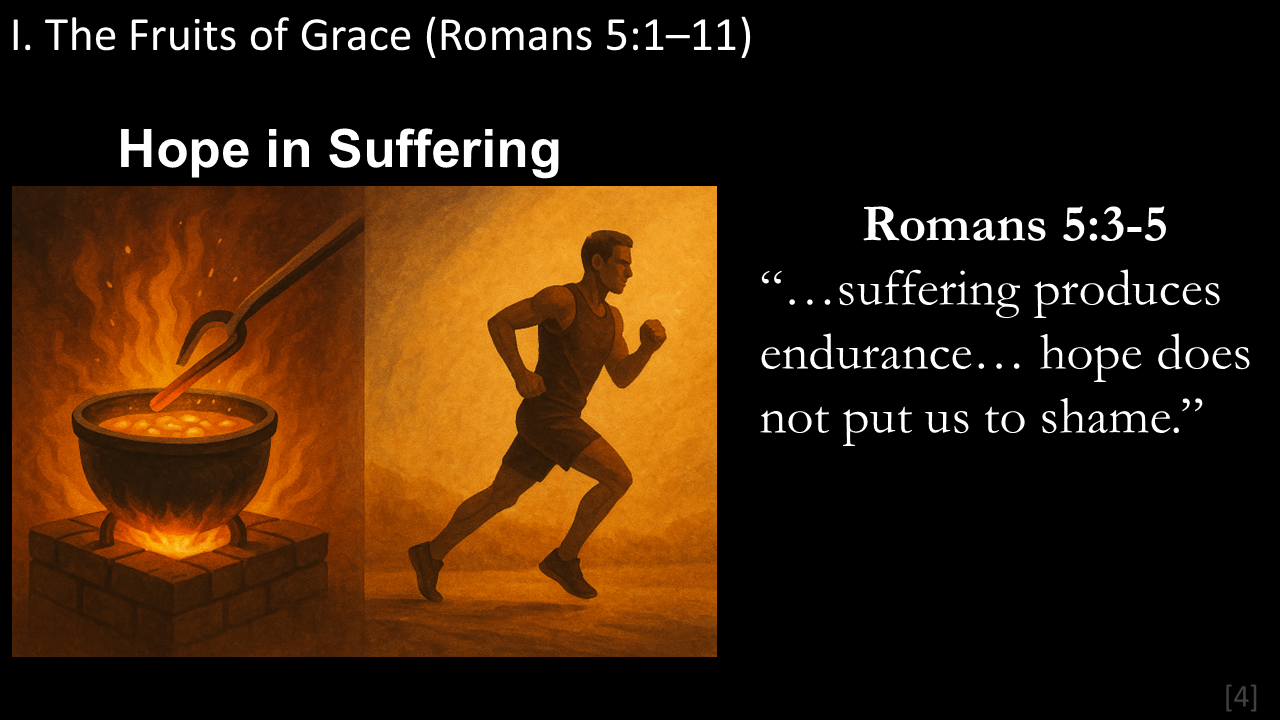 I. The Fruits of Grace (Romans 5:1–11)
Hope in Suffering
Romans 5:3-5
“…suffering produces
endurance… hope does
not put us to shame.”
[4]